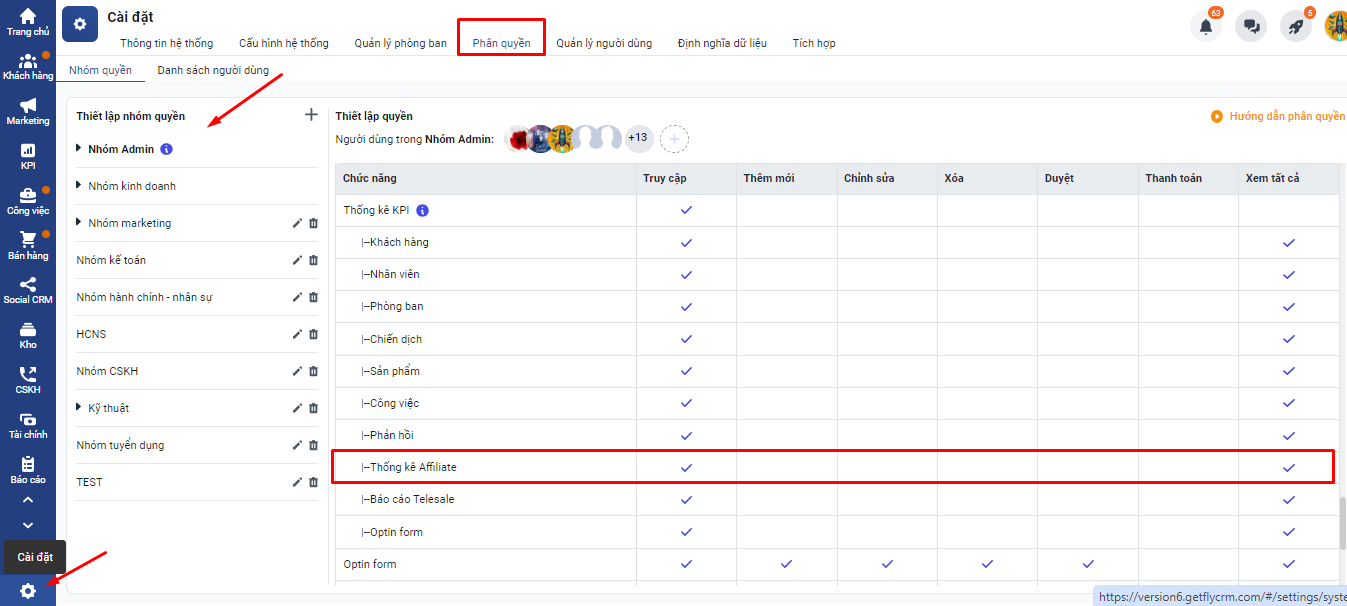 Trang chủ
Khách hàng
Marketing
KPI
Công việc
Bán hàng
Social CRM
Kho
CSKH
Tài chính
Báo cáo
Cài đặt
Cài đặt
63
5
Thông tin hệ thống
Cấu hình hệ thống
Quản lý phòng ban
Phân quyền
Quản lý người dùng
Định nghĩa dữ liệu
Tích hợp
Nhóm quyền
Danh sách người dùng
Thiết lập nhóm quyền
Nhóm Admin
Nhóm kinh doanh
Nhóm marketing
Nhóm kế toán
Nhóm hành chính - nhân sự
HCNS
Nhóm CSKH
Kỹ thuật
Nhóm tuyển dụng
TEST
Thiết lập quyền
Hướng dẫn phân quyền
Người dùng trong Nhóm Admin:
+13
Chức năng Truy cập Thêm mới Chỉnh sửa Xóa Duyệt Thanh toán Xem tất cả
Thống kê KPI
|--Khách hàng
|--Nhân viên
|--Phòng ban
|--Chiến dịch
|--Sản phẩm
|--Công việc
|--Phản hồi
|--Thống kê Affiliate
|--Báo cáo Telesale
|--Optin form
Optin form
https://version6.getflycrm.com/#/settings/syste